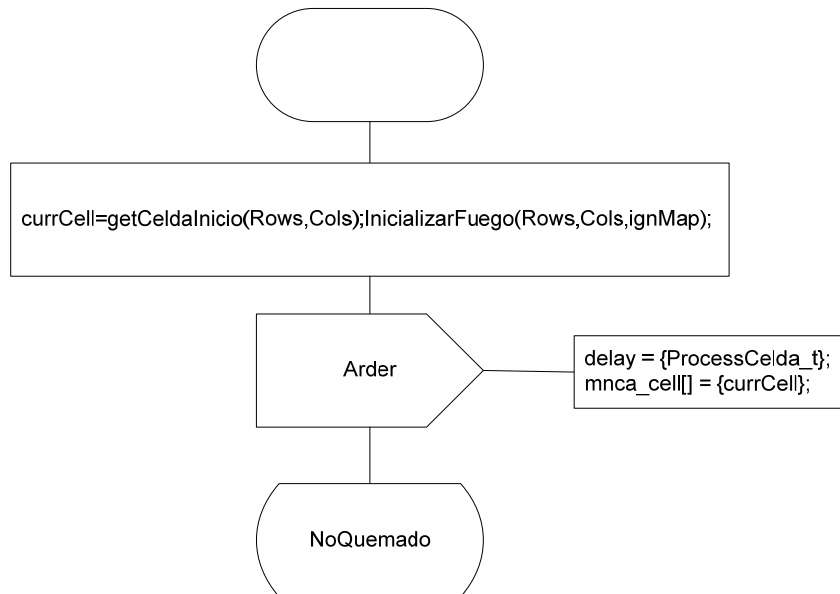 currCell=getCeldaInicio(Rows,Cols);InicializarFuego(Rows,Cols,ignMap);
Arder
delay = {ProcessCelda_t};
mnca_cell[] = {currCell};
NoQuemado